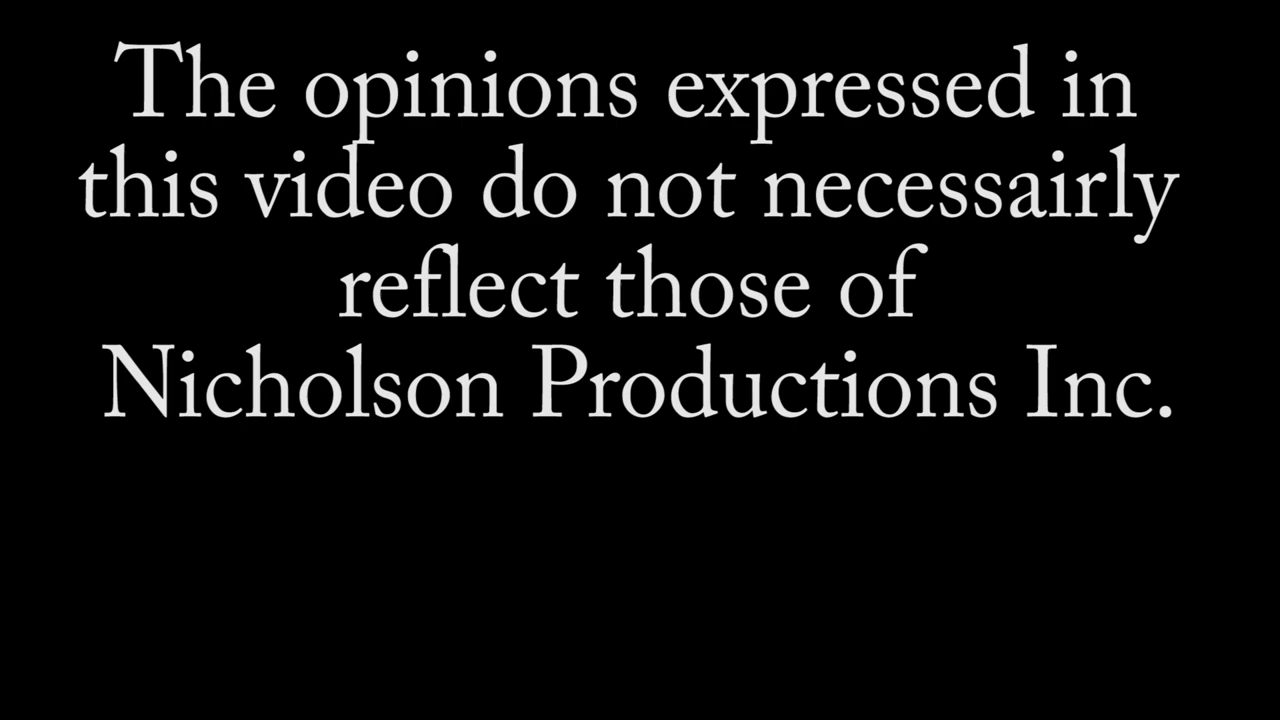 The opinions expressed in
this video do not necessairly
reflect those of
Nicholson Productions Inc.